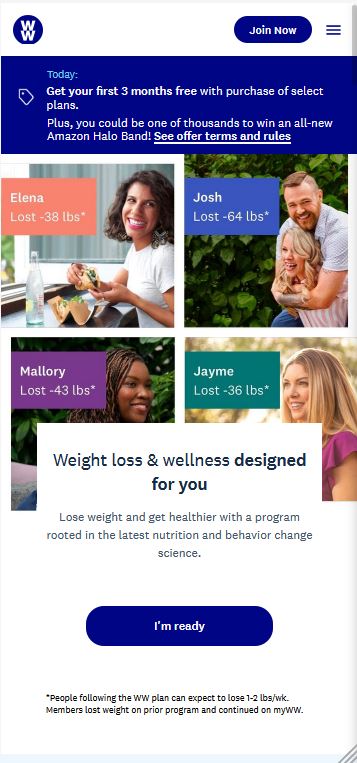 WW
Join Now
Today:
Get your first 3 months free with purchase of select
plans.
Plus, you could be one of thousands to win an all-new
Amazon Halo Band! See offer terms and rules
Elena
Lost -38 lbs*
Josh
Lost -64 lbs*
Mallory
Lost -43 lbs*
Jayme
Lost -36 lbs*
Weight loss & wellness designed
for you
Lose weight and get healthier with a program
rooted in the latest nutrition and behavior change
science.
I'm ready
*People following the WW plan can expect to lose 1-2 lbs/wk.
Members lost weight on prior program and continued on myWW.